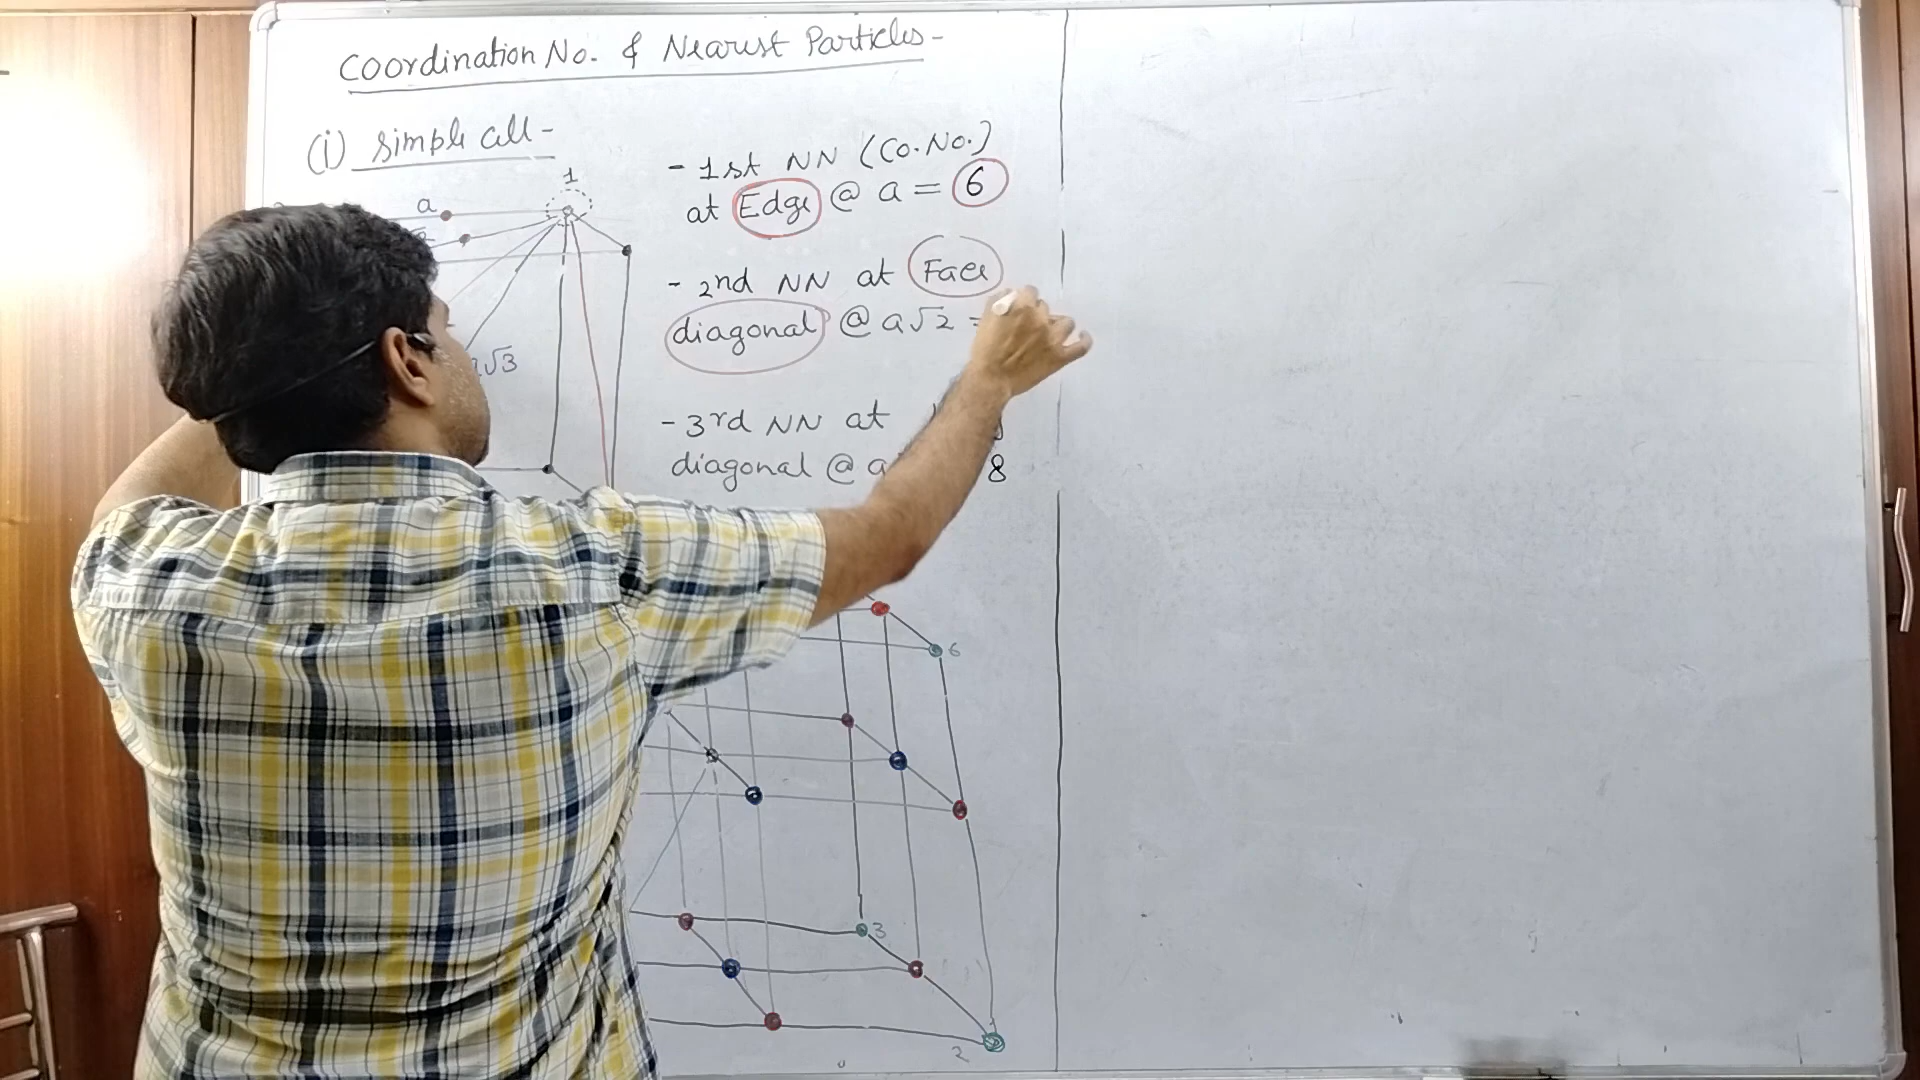 Coordination No. & Nearest Particles-
(i) simple cell-
1
a
- 1st NN (Co. No.)
at Edge @ a = 6
- 2nd NN at Face
diagonal @ a√2 =
√3
- 3rd NN at
diagonal @ a 8
6
3
2